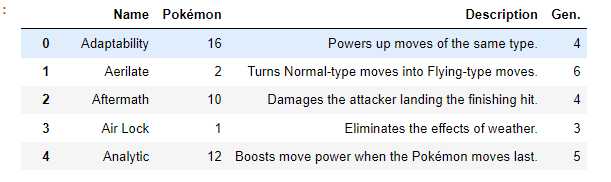 :
Name Pokémon Description Gen.
0 Adaptability 16 Powers up moves of the same type. 4
1 Aerilate 2 Turns Normal-type moves into Flying-type moves. 6
2 Aftermath 10 Damages the attacker landing the finishing hit. 4
3 Air Lock 1 Eliminates the effects of weather. 3
4 Analytic 12 Boosts move power when the Pokémon moves last. 5